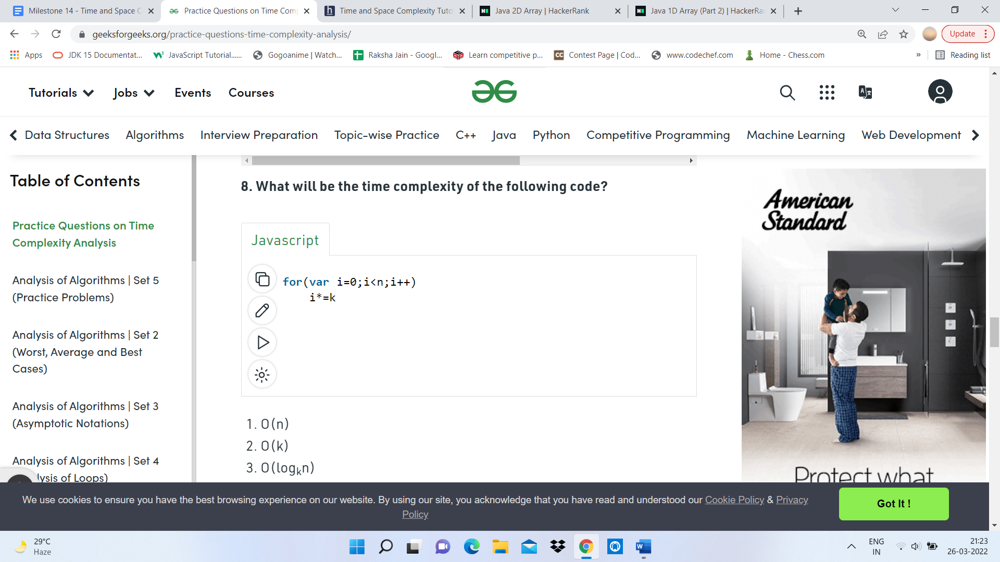 Milestone 14 - Time and Space C
Practice Questions on Time Com
Time and Space Complexity Tuto
Java 2D Array | HackerRank
Java 1D Array (Part 2) | HackerRa
geeksforgeeks.org/practice-questions-time-complexity-analysis/
Update
Apps
JDK 15 Documentat...
JavaScript Tutorial......
Gogoanime | Watch...
Raksha Jain - Googl...
Learn competitive p...
CC
Contest Page | Cod...
www.codechef.com
Home - Chess.com
»
Reading list
Tutorials
Jobs
Events
Courses
Data Structures
Algorithms
Interview Preparation
Topic-wise Practice
C++
Java
Python
Competitive Programming
Machine Learning
Web Development
Table of Contents
Practice Questions on Time
Complexity Analysis
Analysis of Algorithms | Set 5
(Practice Problems)
Analysis of Algorithms | Set 2
(Worst, Average and Best
Cases)
Analysis of Algorithms | Set 3
(Asymptotic Notations)
Analysis of Algorithms | Set 4
lysis of Loops)
8. What will be the time complexity of the following code?
Javascript
for(var i=0;i<n;i++)
i*=k
1. O(n)
2. O(k)
3. O(logₖn)
American
Standard
Protect what
We use cookies to ensure you have the best browsing experience on our website. By using our site, you acknowledge that you have read and understood our Cookie Policy & Privacy
Policy
Got It !
29°C
Haze
ENG
IN
21:23
26-03-2022